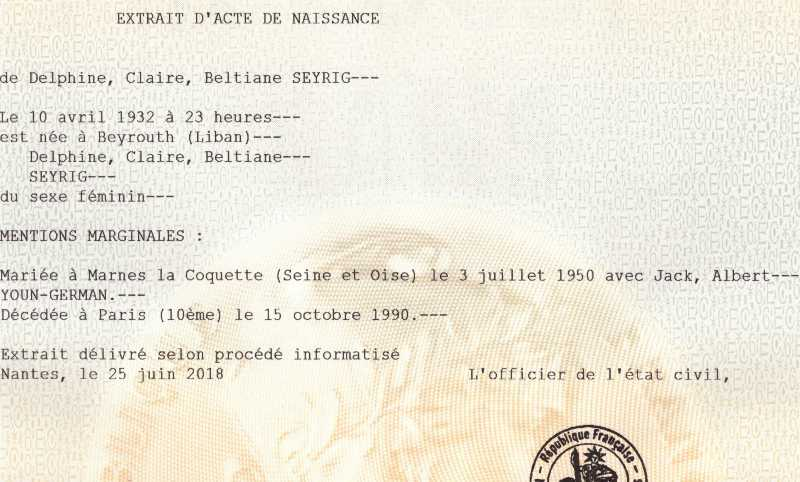 EXTRAIT D'ACTE DE NAISSANCE
de Delphine, Claire, Beltiane SEYRIG---
Le 10 avril 1932 à 23 heures---
est née à Beyrouth (Liban)---
Delphine, Claire, Beltiane---
SEYRIG---
du sexe féminin---
MENTIONS MARGINALES :
Mariée à Marnes la Coquette (Seine et Oise) le 3 juillet 1950 avec Jack, Albert---
YOUN-GERMAN.---
Décédée à Paris (10ème) le 15 octobre 1990.---
Extrait délivré selon procédé informatisé
Nantes, le 25 juin 2018 L'officier de l'état civil,
République Française